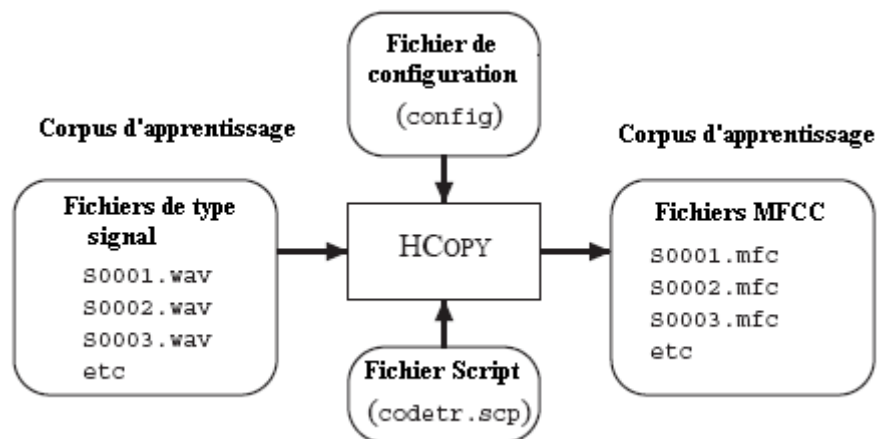 Fichier de
configuration
(config)
Corpus d'apprentissage
Corpus d'apprentissage
Fichiers de type
signal
S0001.wav
S0002.wav
S0003.wav
etc
HCOPY
Fichiers MFCC
S0001.mfc
S0002.mfc
S0003.mfc
etc
Fichier Script
(codetr.scp)